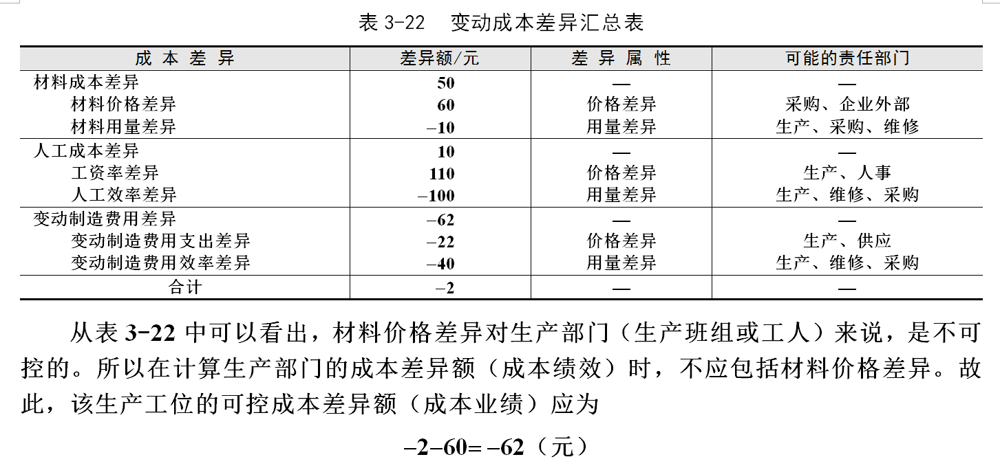 表 3-22 变动成本差异汇总表
成 本 差 异 差异额/元 差 异 属 性 可能的责任部门
材料成本差异 50 — —
材料价格差异 60 价格差异 采购、企业外部
材料用量差异 –10 用量差异 生产、采购、维修
人工成本差异 10 — —
工资率差异 110 价格差异 生产、人事
人工效率差异 –100 用量差异 生产、维修、采购
变动制造费用差异 –62 — —
变动制造费用支出差异 –22 价格差异 生产、供应
变动制造费用效率差异 –40 用量差异 生产、维修、采购
合计 –2 — —
从表 3-22 中可以看出，材料价格差异对生产部门（生产班组或工人）来说，是不可
控的。所以在计算生产部门的成本差异额（成本绩效）时，不应包括材料价格差异。故
此，该生产工位的可控成本差异额（成本业绩）应为
–2–60= –62（元）